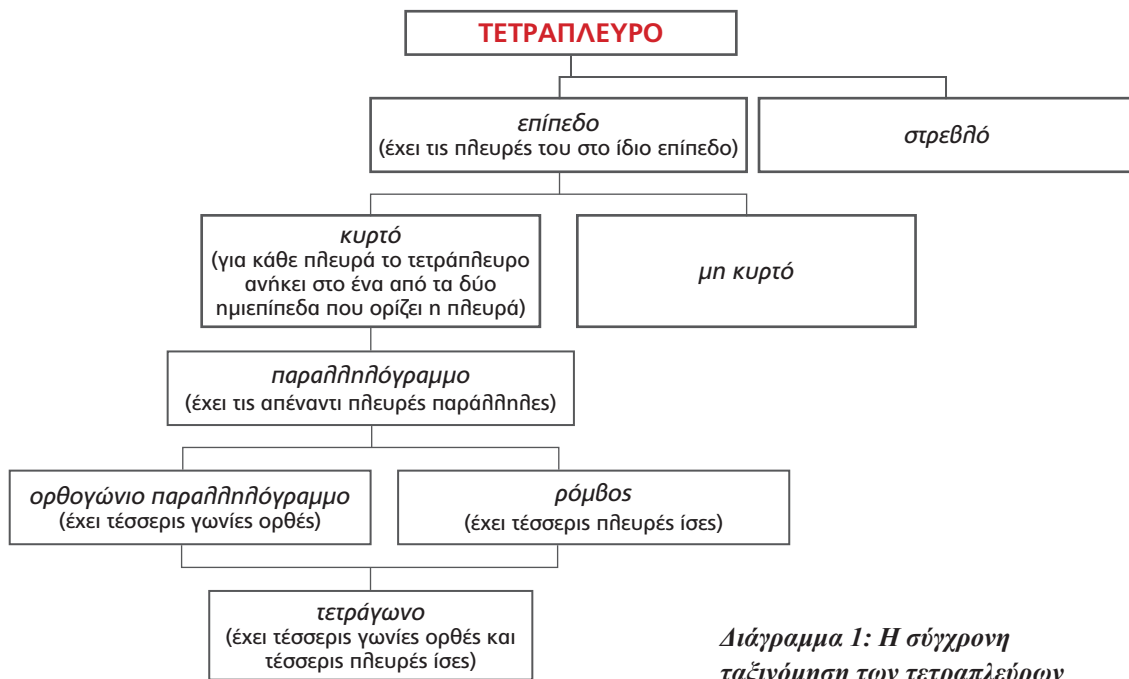 ΤΕΤΡΑΠΛΕΥΡΟ
επίπεδο
(έχει τις πλευρές του στο ίδιο επίπεδο)
στρεβλό
κυρτό
(για κάθε πλευρά το τετράπλευρο
ανήκει στο ένα από τα δύο
ημιεπίπεδα που ορίζει η πλευρά)
μη κυρτό
παραλληλόγραμμο
(έχει τις απέναντι πλευρές παράλληλες)
ορθογώνιο παραλληλόγραμμο
(έχει τέσσερις γωνίες ορθές)
ρόμβος
(έχει τέσσερις πλευρές ίσες)
τετράγωνο
(έχει τέσσερις γωνίες ορθές και
τέσσερις πλευρές ίσες)
Διάγραμμα 1: Η σύγχρονη
ταξινόμηση των τετραπλεύρων